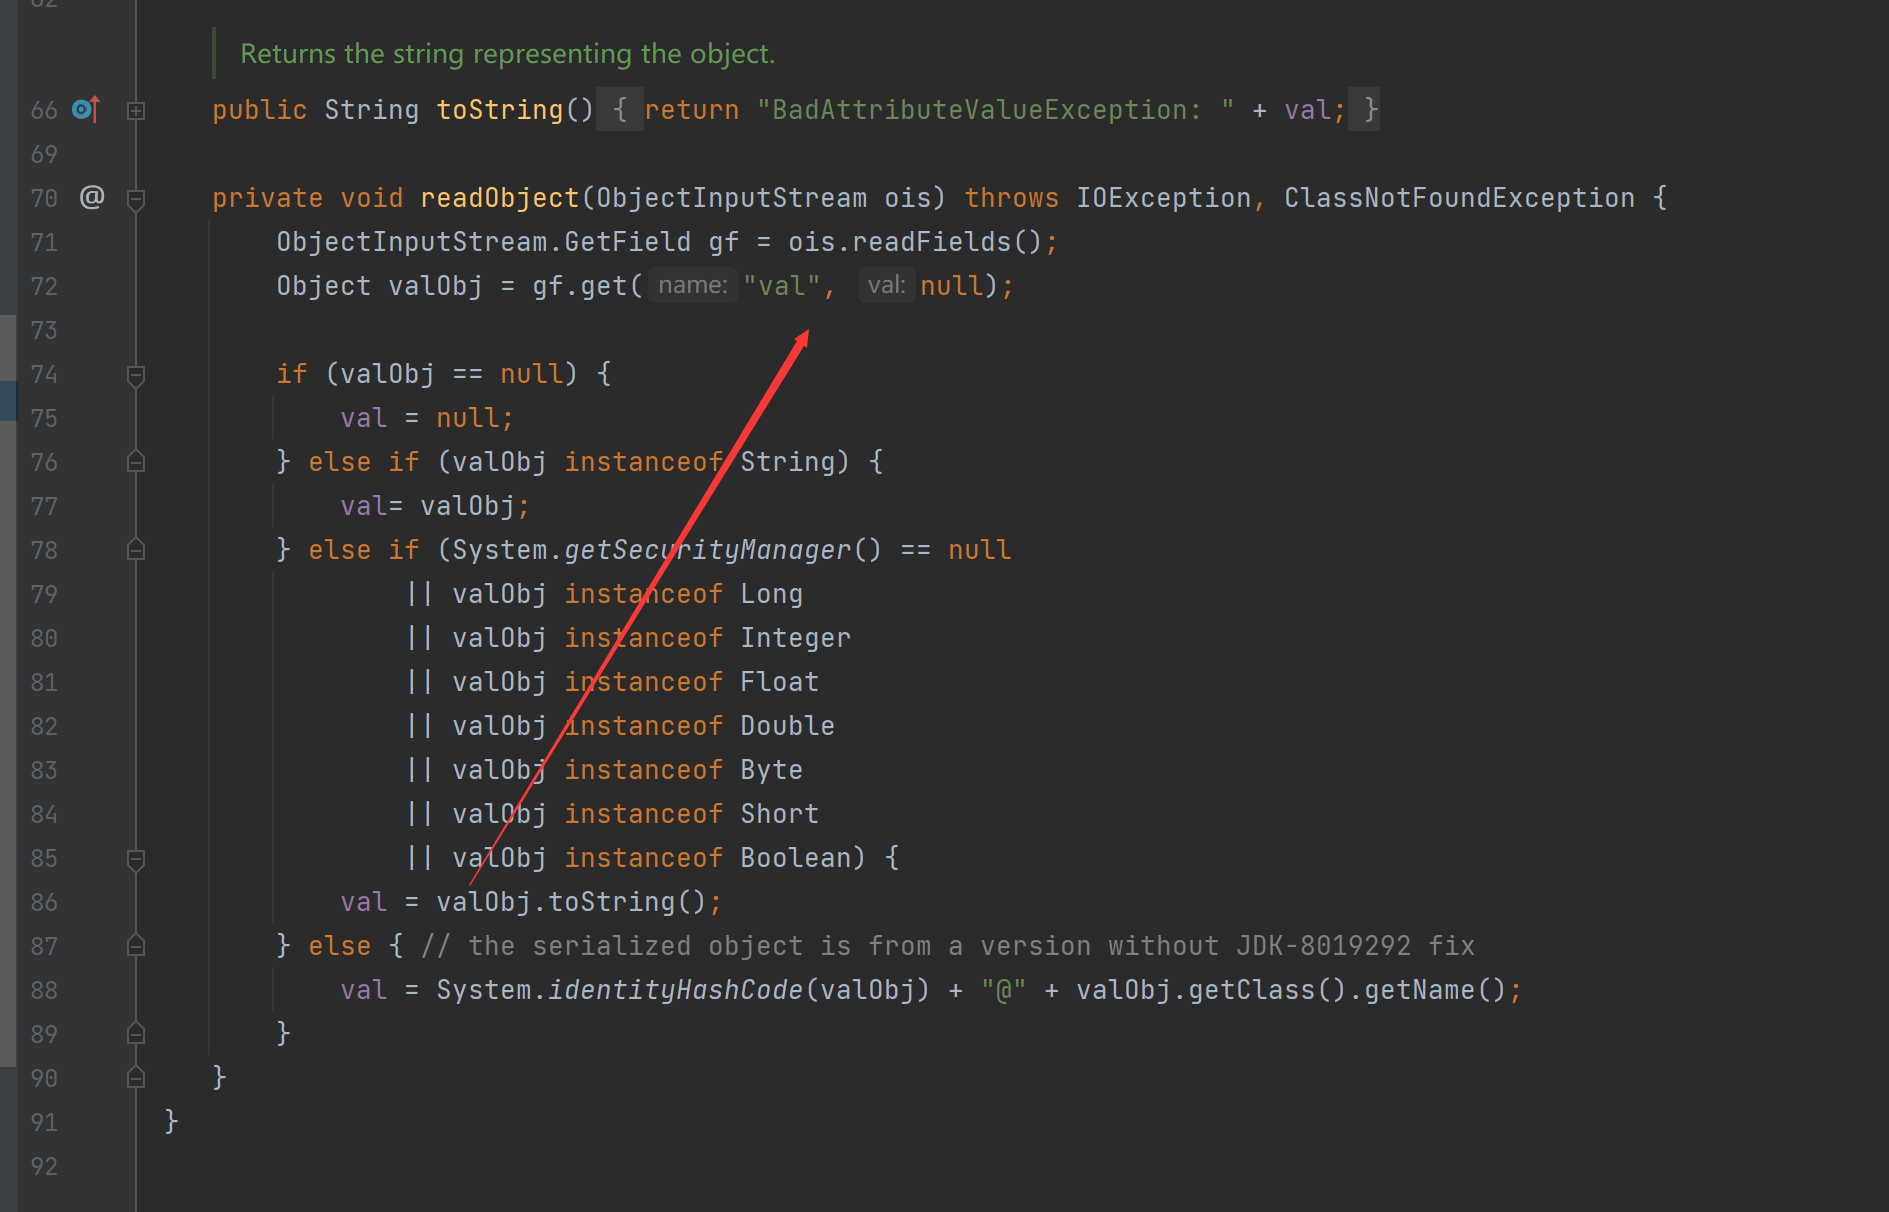 62
Returns the string representing the object.
66 @ public String toString() { return "BadAttributeValueException: " + val; }
69
70 @ private void readObject(ObjectInputStream ois) throws IOException, ClassNotFoundException {
71 ObjectInputStream.GetField gf = ois.readFields();
72 Object valObj = gf.get( name: "val", val: null);
73
74 if (valObj == null) {
75 val = null;
76 } else if (valObj instanceof String) {
77 val= valObj;
78 } else if (System.getSecurityManager() == null
79 || valObj instanceof Long
80 || valObj instanceof Integer
81 || valObj instanceof Float
82 || valObj instanceof Double
83 || valObj instanceof Byte
84 || valObj instanceof Short
85 || valObj instanceof Boolean) {
86 val = valObj.toString();
87 } else { // the serialized object is from a version without JDK-8019292 fix
88 val = System.identityHashCode(valObj) + "@" + valObj.getClass().getName();
89 }
90 }
91 }
92